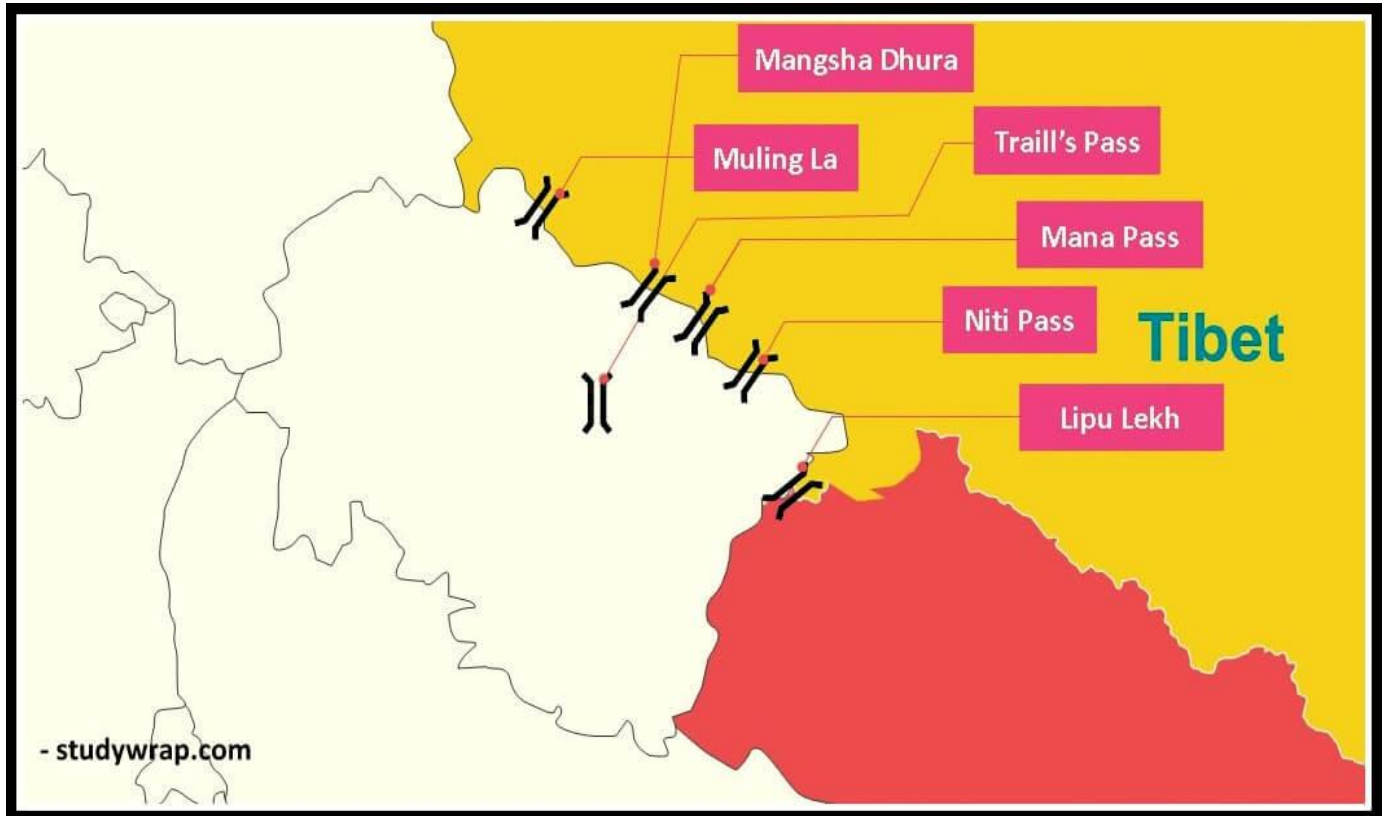 Mangsha Dhura
Muling La
Traill's Pass
Mana Pass
Niti Pass
Tibet
Lipu Lekh
- studywrap.com